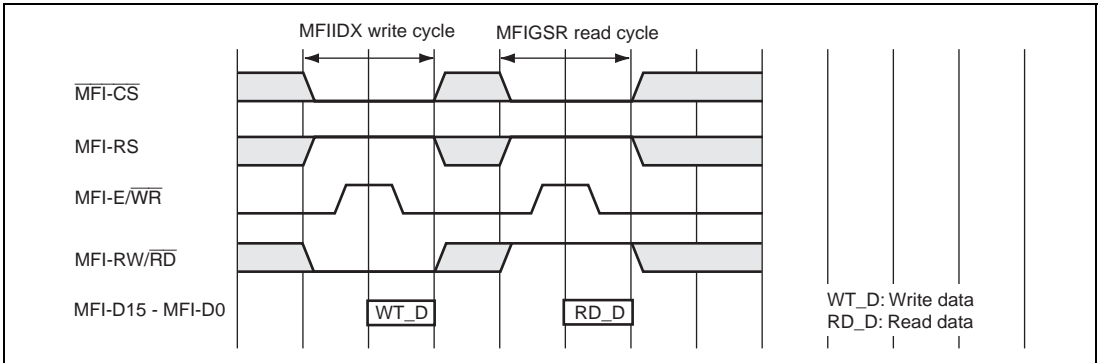 MFIIDX write cycle MFIGSR read cycle
MFI-CS
MFI-RS
MFI-E/WR
MFI-RW/RD
MFI-D15 - MFI-D0 WT_D RD_D
WT_D: Write data
RD_D: Read data